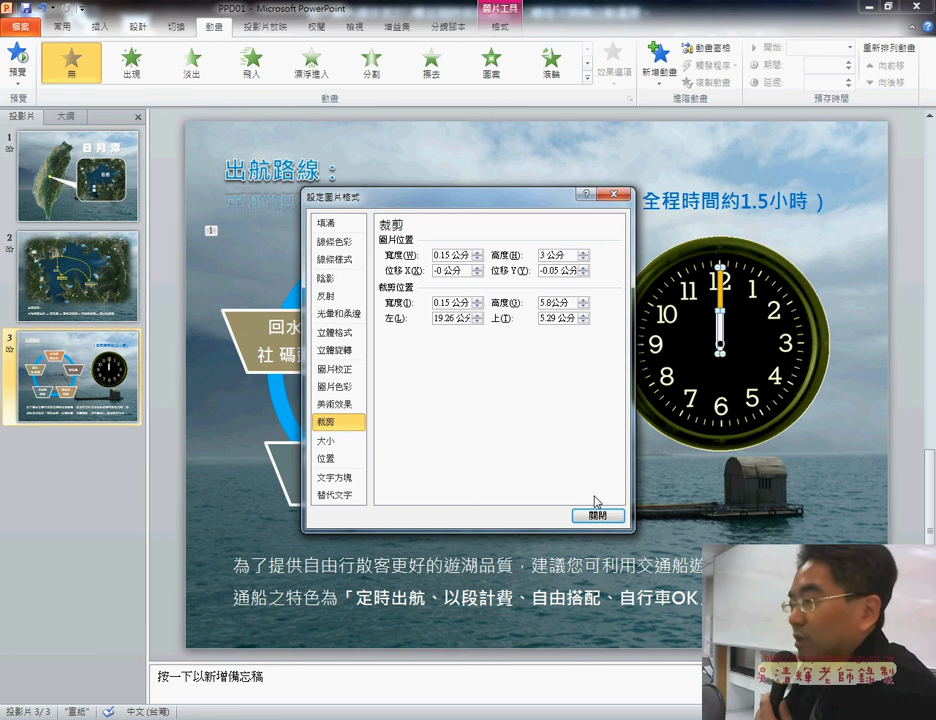 PPD01 - Microsoft PowerPoint
圖片工具
檔案 常用 插入 設計 切換 動畫 投影片放映 校閱 檢視 增益集 分鏡腳本 格式
預覽 無 出現 淡出 飛入 漂浮進入 分割 擦去 圖案 滾輪 效果選項 新增動畫
動畫窗格
觸發程序
複製動畫
開始:
期間:
延遲:
重新排列動畫
向前移
向後移
預覽 動畫 進階動畫 預存時間
投影片 大綱
1
日月潭
2
3
出航路線：
全程時間約1.5小時 )
回水
社 碼
12 1 2 3 4 5 6 7 8 9 10 11
設定圖片格式
填滿
線條色彩
線條樣式
陰影
反射
光暈和柔邊
立體格式
立體旋轉
圖片校正
圖片色彩
美術效果
裁剪
大小
位置
文字方塊
替代文字
裁剪
圖片位置
寬度(W): 0.15 公分 高度(H): 3 公分
位移 X(X): -0 公分 位移 Y(Y): -0.05 公分
裁剪位置
寬度(I): 0.15 公分 高度(G): 5.8公分
左(L): 19.26 公分 上(T): 5.29 公分
關閉
為了提供自由行散客更好的遊湖品質，建議您可利用交通船遊
通船之特色為「定時出航、以段計費、自由搭配、自行車OK」
吳清輝老師錄製
按一下以新增備忘稿
投影片 3/3 "宣紙" 中文 (台灣)